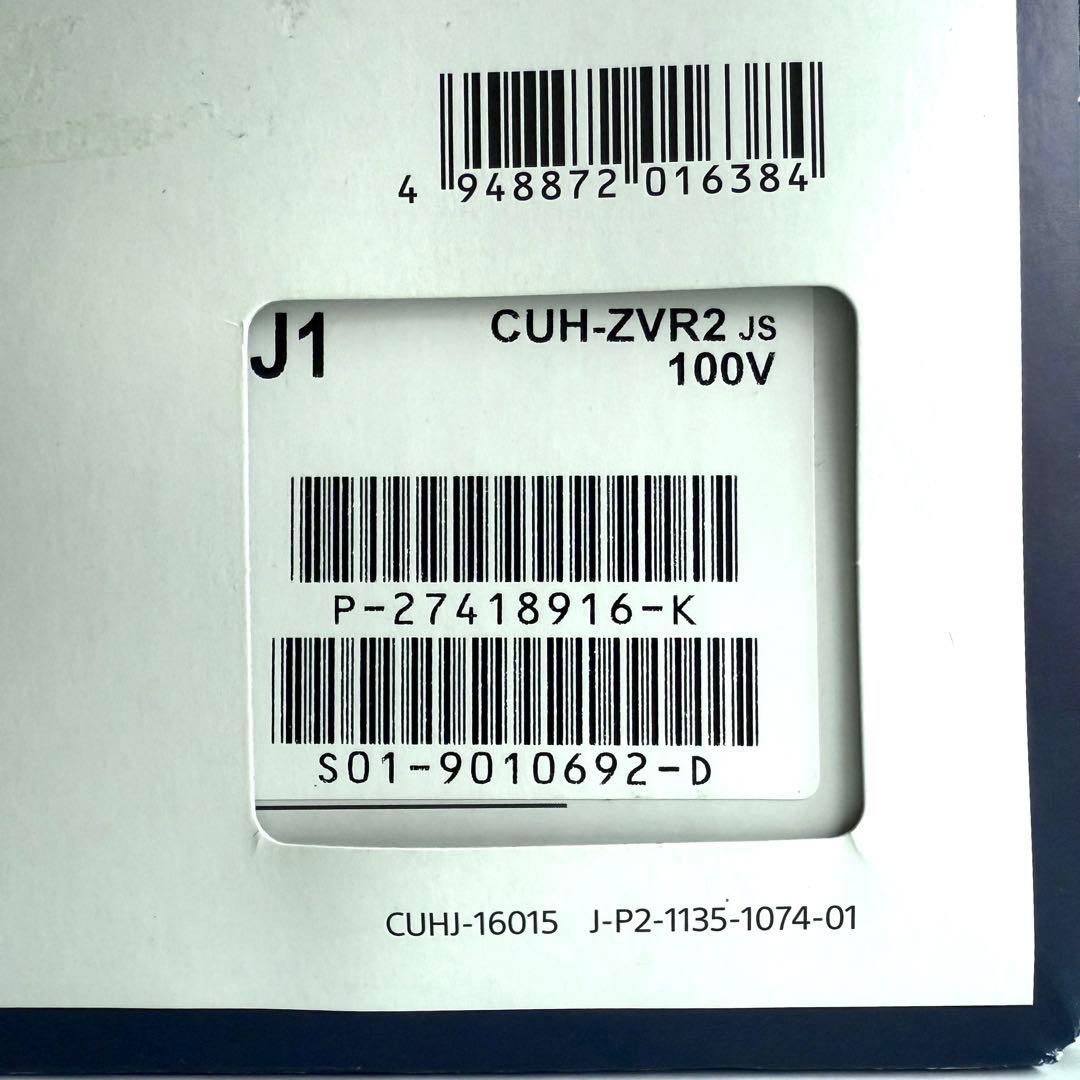 4 948872 016384
J1 CUH-ZVR2 JS
100V
P-27418916-K
S01-9010692-D
CUHJ-16015 J-P2-1135-1074-01